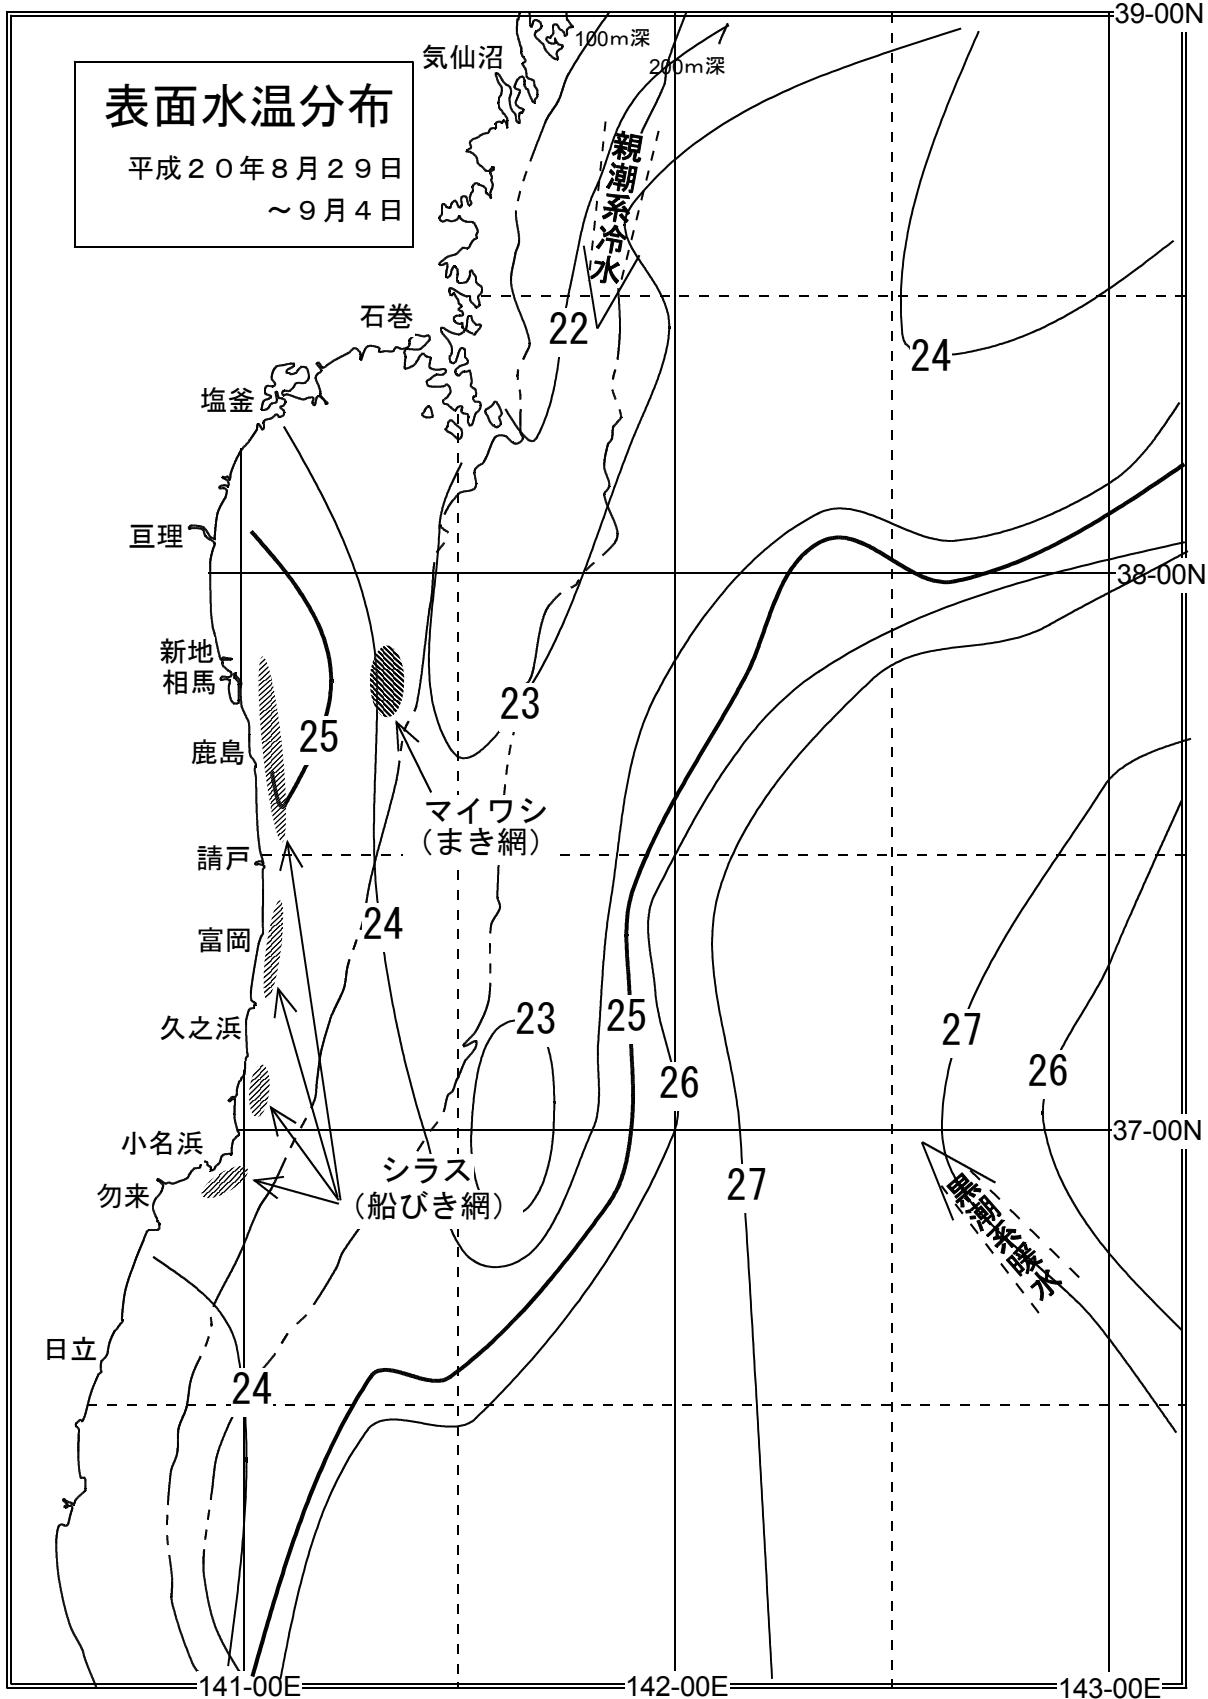 39-00N
100m深
気仙沼
200m深
表面水温分布
平成２０年８月２９日
～９月４日
親潮系冷水
石巻
22
24
塩釜
亘理
38-00N
新地
相馬
23
25
鹿島
マイワシ
（まき網）
請戸
24
富岡
23
25
久之浜
27
26
26
37-00N
小名浜
シラス
（船びき網）
勿来
27
黒潮系暖水
日立
24
141-00E
142-00E
143-00E